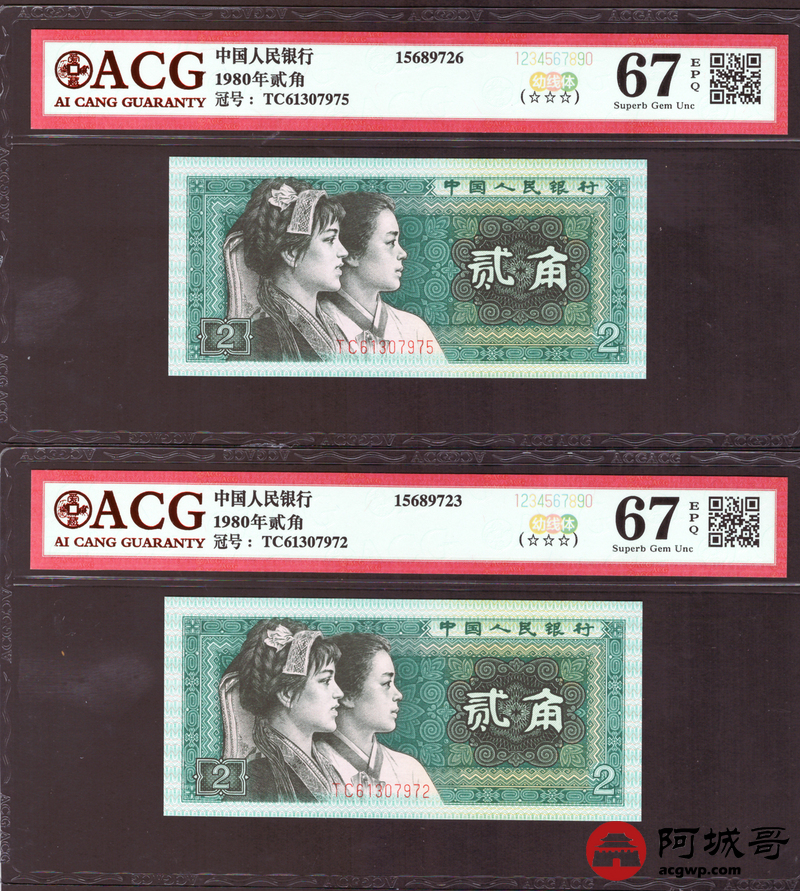 ACG
AI CANG GUARANTY
中国人民银行
1980年贰角
冠号：TC61307975
15689726
1234567890
幼线体
(☆☆☆)
67
EPQ
Superb Gem Unc
中国人民银行
贰角
2
TC61307975
2
ACG
AI CANG GUARANTY
中国人民银行
1980年贰角
冠号：TC61307972
15689723
1234567890
幼线体
(☆☆☆)
67
EPQ
Superb Gem Unc
中国人民银行
贰角
2
TC61307972
2
阿城哥
acgwp.com